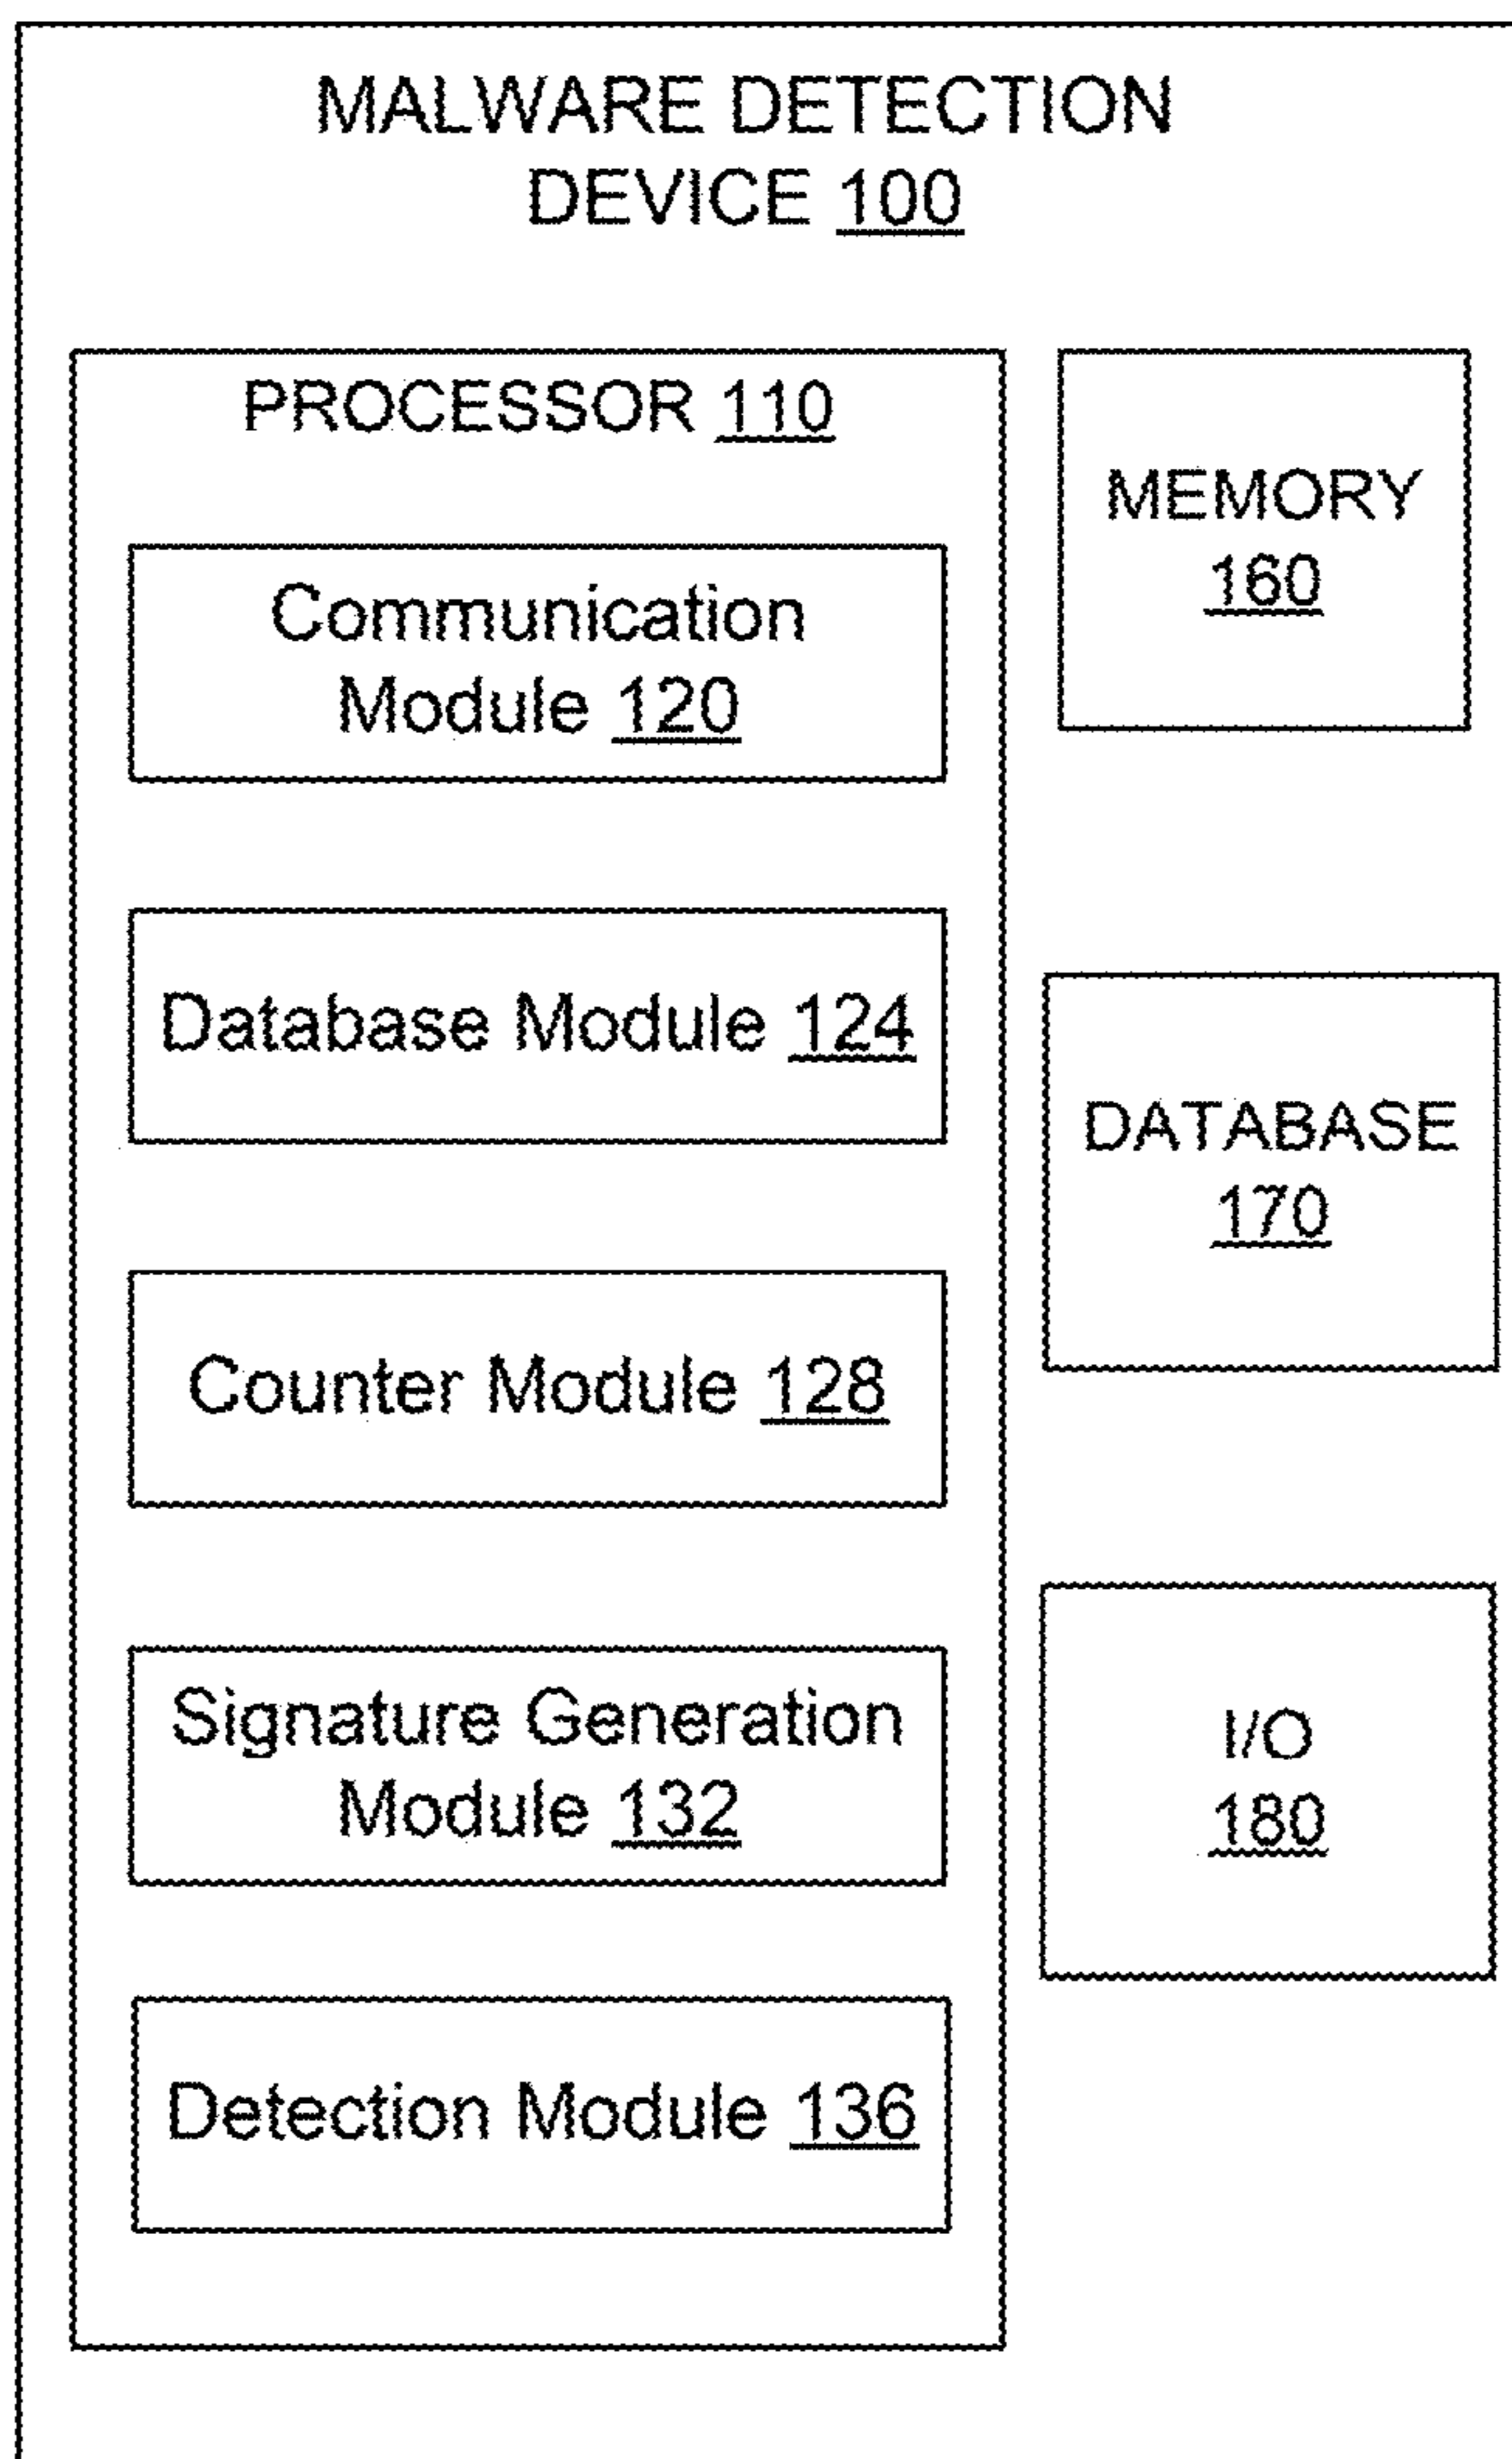 MALWARE DETECTION
DEVICE 100
PROCESSOR 110
Communication
Module 120
Database Module 124
Counter Module 128
Signature Generation
Module 132
Detection Module 136
MEMORY
160
DATABASE
170
I/O
180